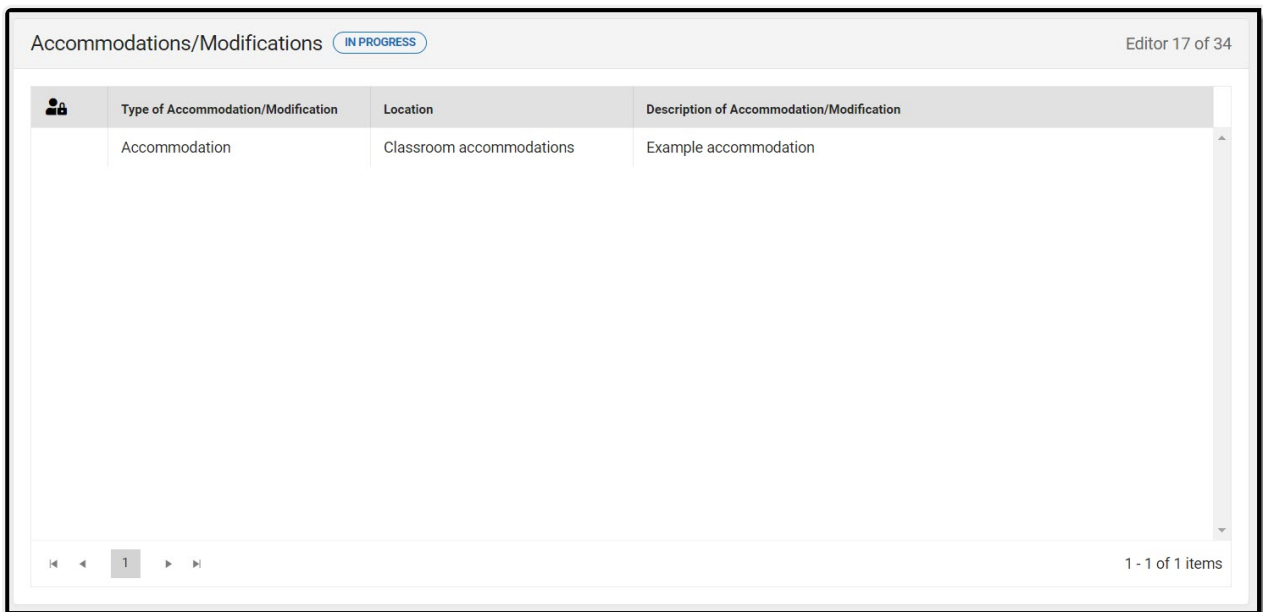 Accommodations/Modifications IN PROGRESS Editor 17 of 34
Type of Accommodation/Modification Location Description of Accommodation/Modification
Accommodation Classroom accommodations Example accommodation
1 1 - 1 of 1 items